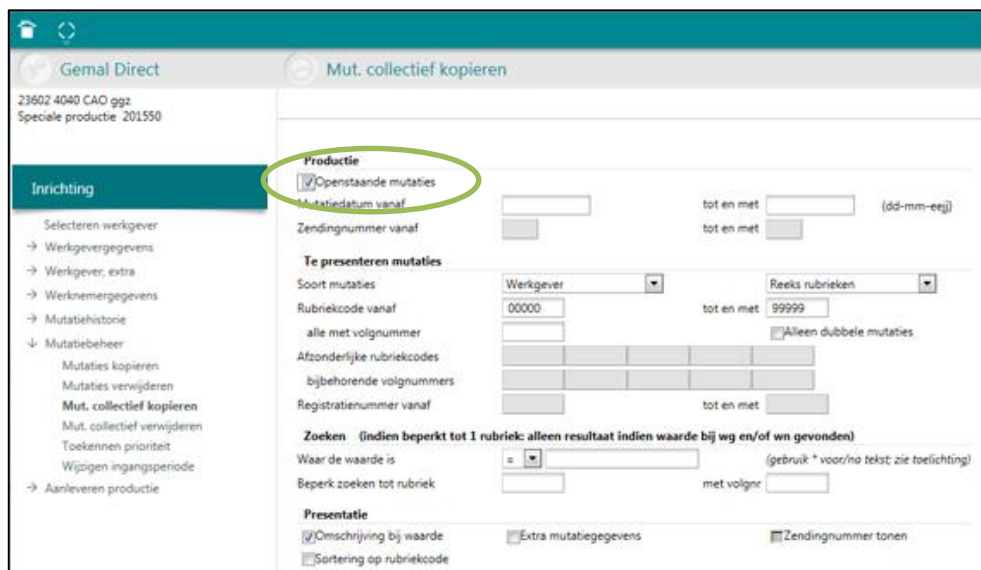 Gemal Direct
Mut. collectief kopieren
23602 4040 CAO ggz
Speciale productie 201550
Inrichting
Selecteren werkgever
Werkgevergegevens
Werkgever, extra
Werknemergegevens
Mutatiehistorie
Mutatiebeheer
Mutaties kopieren
Mutaties verwijderen
Mut. collectief kopieren
Mut. collectief verwijderen
Toekennen prioriteit
Wijzigen ingangsperiode
Aanleveren productie
Productie
Openstaande mutaties
Mutatiedatum vanaf tot en met (dd-mm-eejj)
Zendingnummer vanaf tot en met
Te presenteren mutaties
Soort mutaties Werkgever Reeks rubrieken
Rubriekcode vanaf 00000 tot en met 99999
alle met volgnummer Alleen dubbele mutaties
Afzonderlijke rubriekcodes
bijbehorende volgnummers
Registratienummer vanaf tot en met
Zoeken (indien beperkt tot 1 rubriek: alleen resultaat indien waarde bij wg en/of wn gevonden)
Waar de waarde is = (gebruik * voor/na tekst; zie toelichting)
Beperk zoeken tot rubriek met volgnr
Presentatie
Omschrijving bij waarde Extra mutatiegegevens Zendingnummer tonen
Sortering op rubriekcode